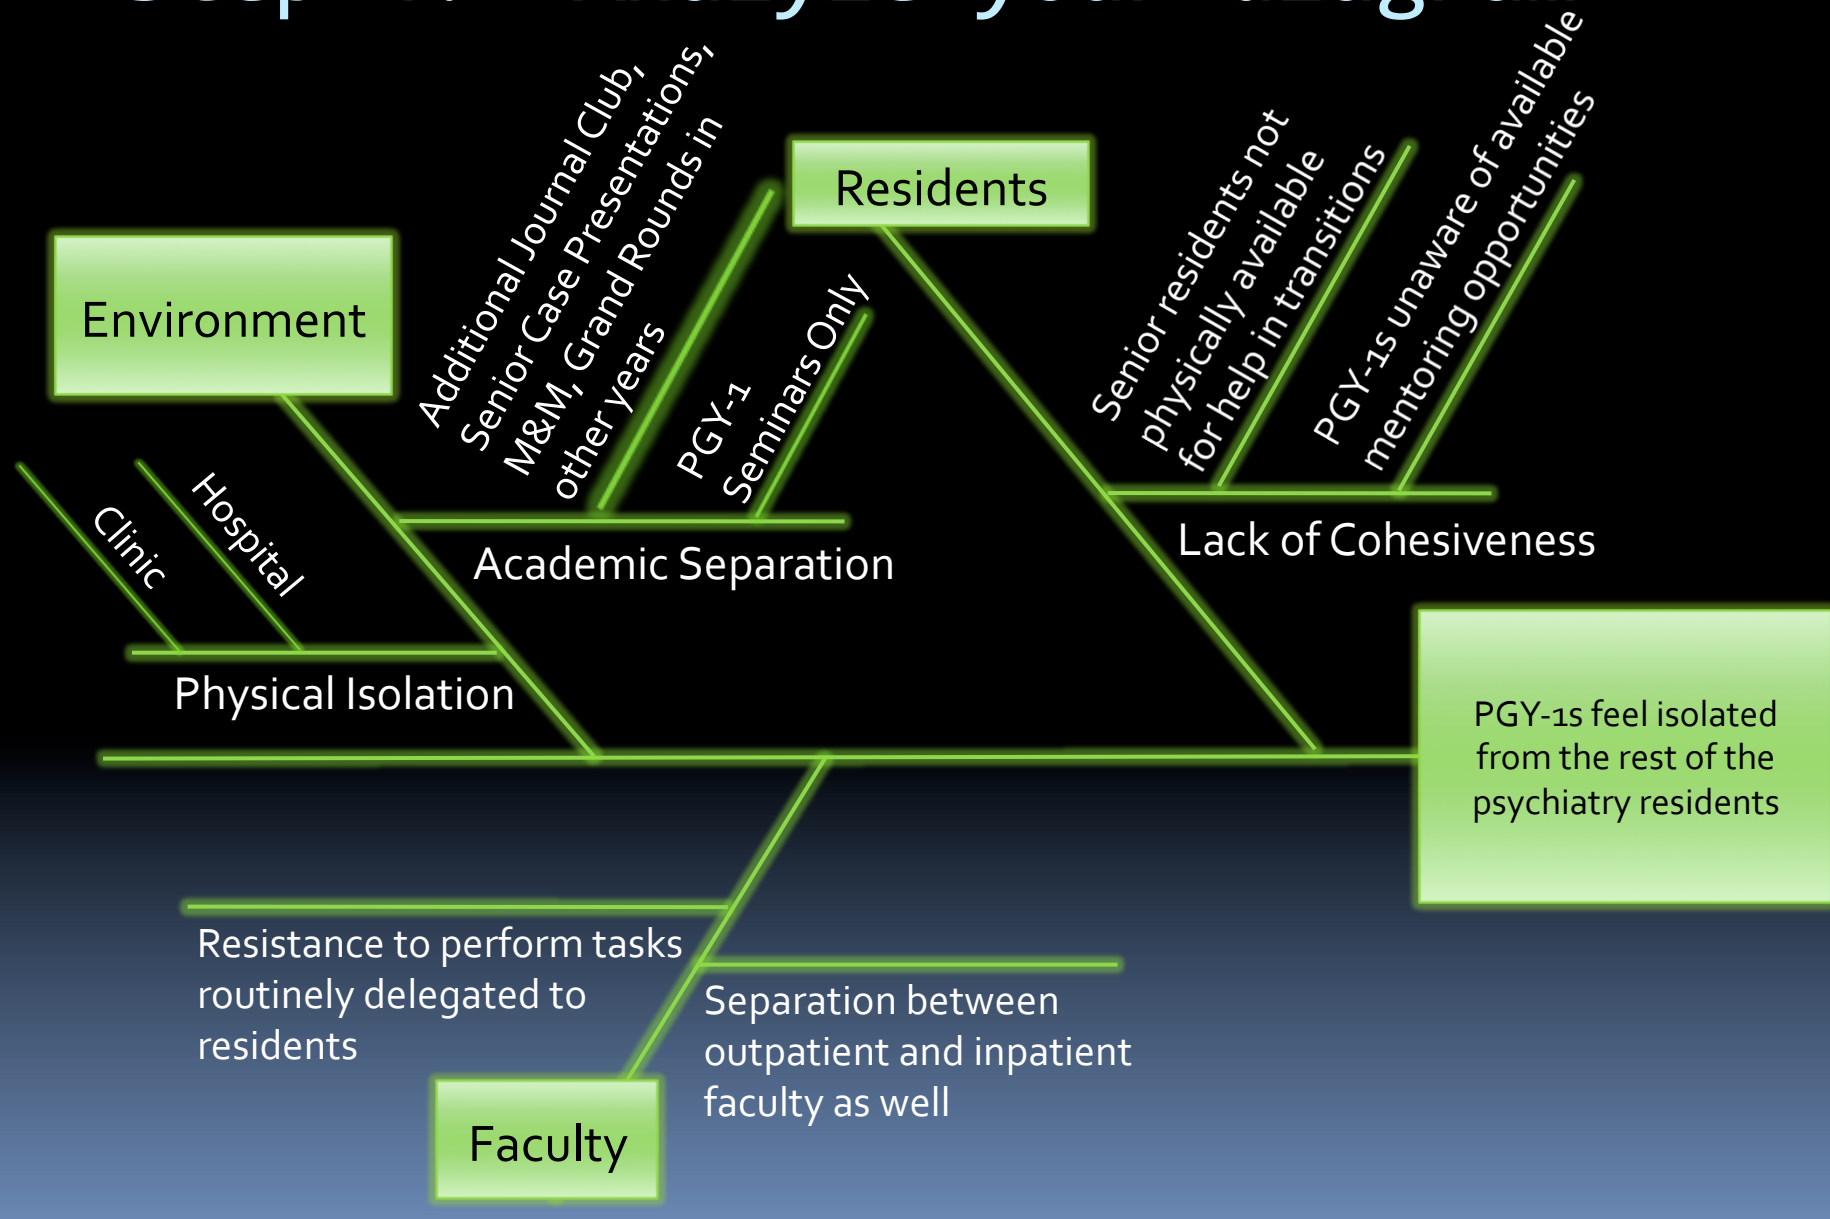 Analyze your diagram
Residents
Environment
Additional Journal Club,
Senior Case Presentations,
M&M, Grand Rounds in
other years
PGY-1
Seminars Only
Senior residents not
physically available
for help in transitions
PGY-1s unaware of available
mentoring opportunities
Clinic
Hospital
Academic Separation
Lack of Cohesiveness
Physical Isolation
PGY-1s feel isolated
from the rest of the
psychiatry residents
Resistance to perform tasks
routinely delegated to
residents
Separation between
outpatient and inpatient
faculty as well
Faculty